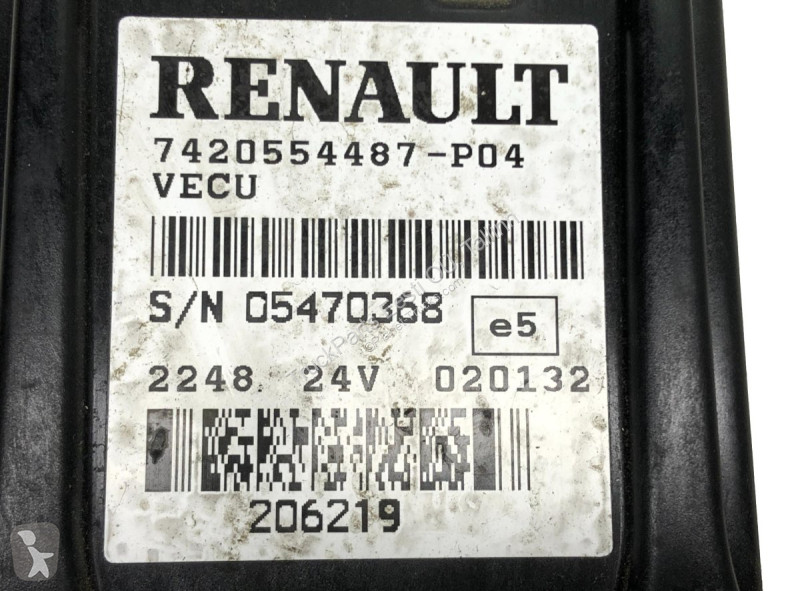 RENAULT
7420554487-P04
VECU
S/N 05470368
e5
2248 24V 020132
206219